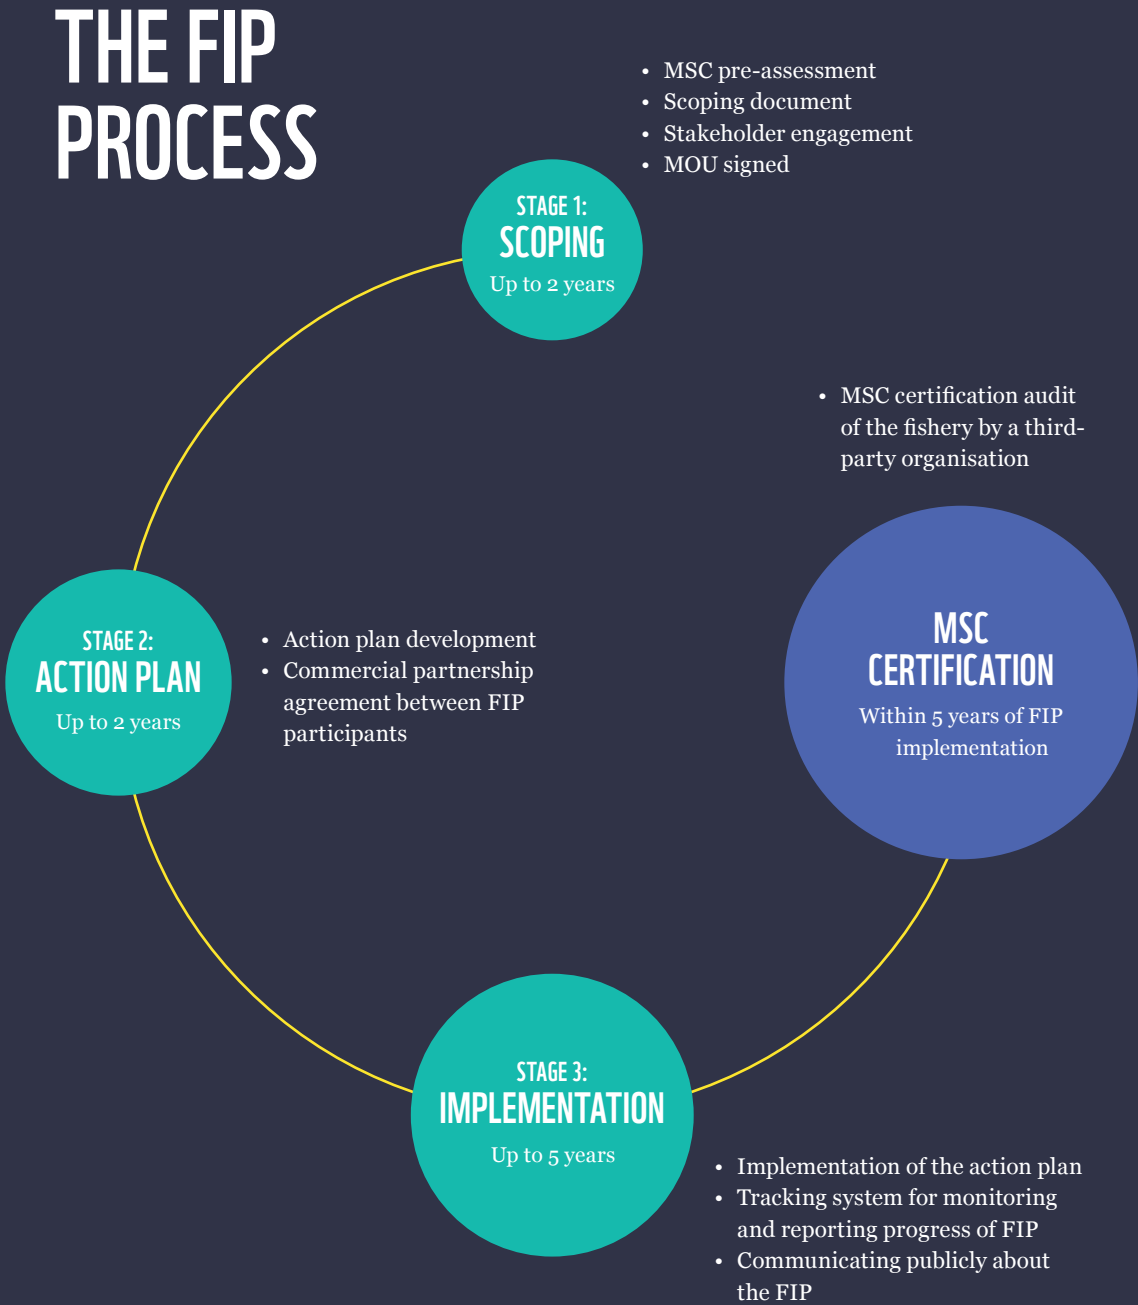 THE FIP
PROCESS
• MSC pre-assessment
• Scoping document
• Stakeholder engagement
• MOU signed
STAGE 1:
SCOPING
Up to 2 years
• MSC certification audit
of the fishery by a third-
party organisation
MSC
CERTIFICATION
Within 5 years of FIP
implementation
STAGE 2:
ACTION PLAN
Up to 2 years
• Action plan development
• Commercial partnership
agreement between FIP
participants
STAGE 3:
IMPLEMENTATION
Up to 5 years
• Implementation of the action plan
• Tracking system for monitoring
and reporting progress of FIP
• Communicating publicly about
the FIP